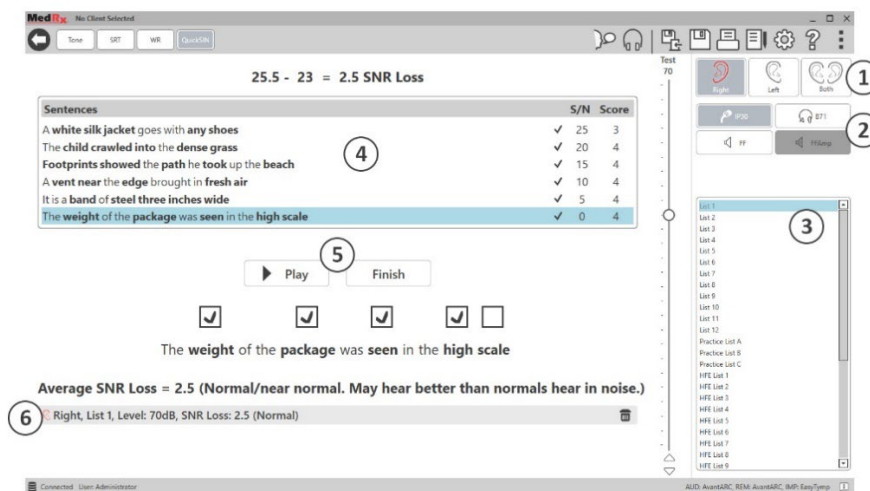 MedRx No Client Selected
Tone SRT WR QuickSIN
25.5 - 23 = 2.5 SNR Loss
Sentences S/N Score
A white silk jacket goes with any shoes ✓ 25 3
The child crawled into the dense grass ✓ 20 4
Footprints showed the path he took up the beach ✓ 15 4
A vent near the edge brought in fresh air ✓ 10 4
It is a band of steel three inches wide ✓ 5 4
The weight of the package was seen in the high scale ✓ 0 4
4
5
Play Finish
The weight of the package was seen in the high scale
Average SNR Loss = 2.5 (Normal/near normal. May hear better than normals hear in noise.)
6 Right, List 1, Level: 70dB, SNR Loss: 2.5 (Normal)
Test
70
Right Left Both
1
IP30 B71
2
FF FFAmp
3
List 1
List 2
List 3
List 4
List 5
List 6
List 7
List 8
List 9
List 10
List 11
List 12
Practice List A
Practice List B
Practice List C
HFE List 1
HFE List 2
HFE List 3
HFE List 4
HFE List 5
HFE List 6
HFE List 7
HFE List 8
HFE List 9
Connected User: Administrator
AUD: AvantARC, REM: AvantARC, IMP: EasyTymp